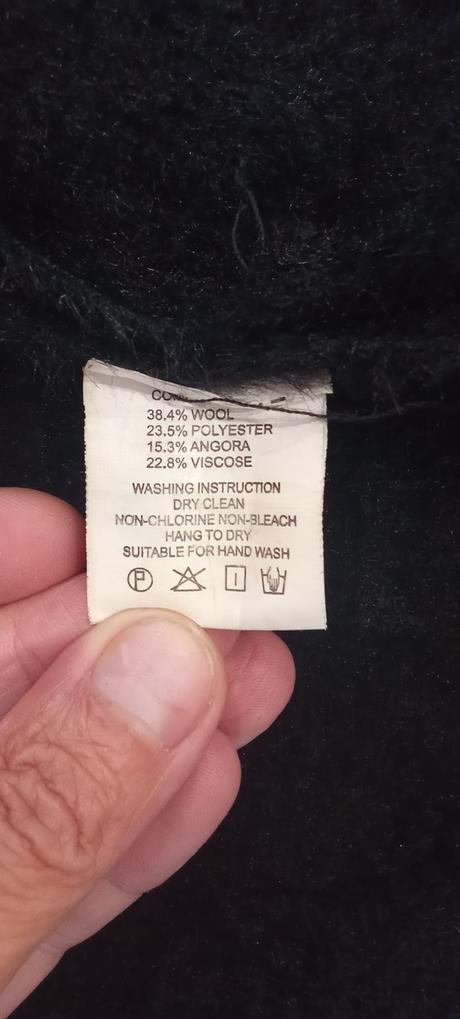 38.4% WOOL
23.5% POLYESTER
15.3% ANGORA
22.8% VISCOSE
WASHING INSTRUCTION
DRY CLEAN
NON-CHLORINE NON-BLEACH
HANG TO DRY
SUITABLE FOR HAND WASH
P